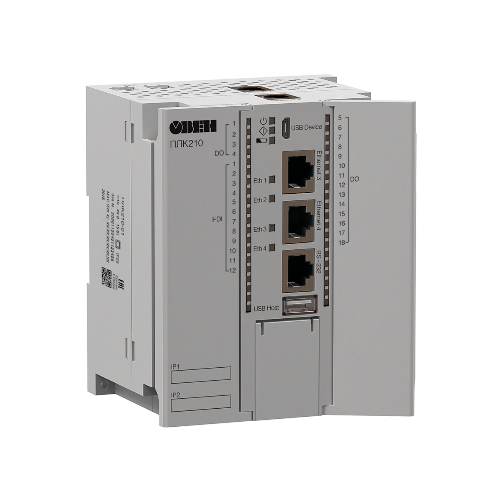 ОВЕН
ПЛК210
DO
1
2
3
4
FDI
1
2
3
4
5
6
7
8
9
10
11
12
USB Device
Ethernet 3
Ethernet 4
RS - 232
Eth 1
Eth 2
Eth 3
Eth 4
USB Host
5
6
7
8
9
10
11
12
13
14
15
16
17
18
DO
IP1
IP2